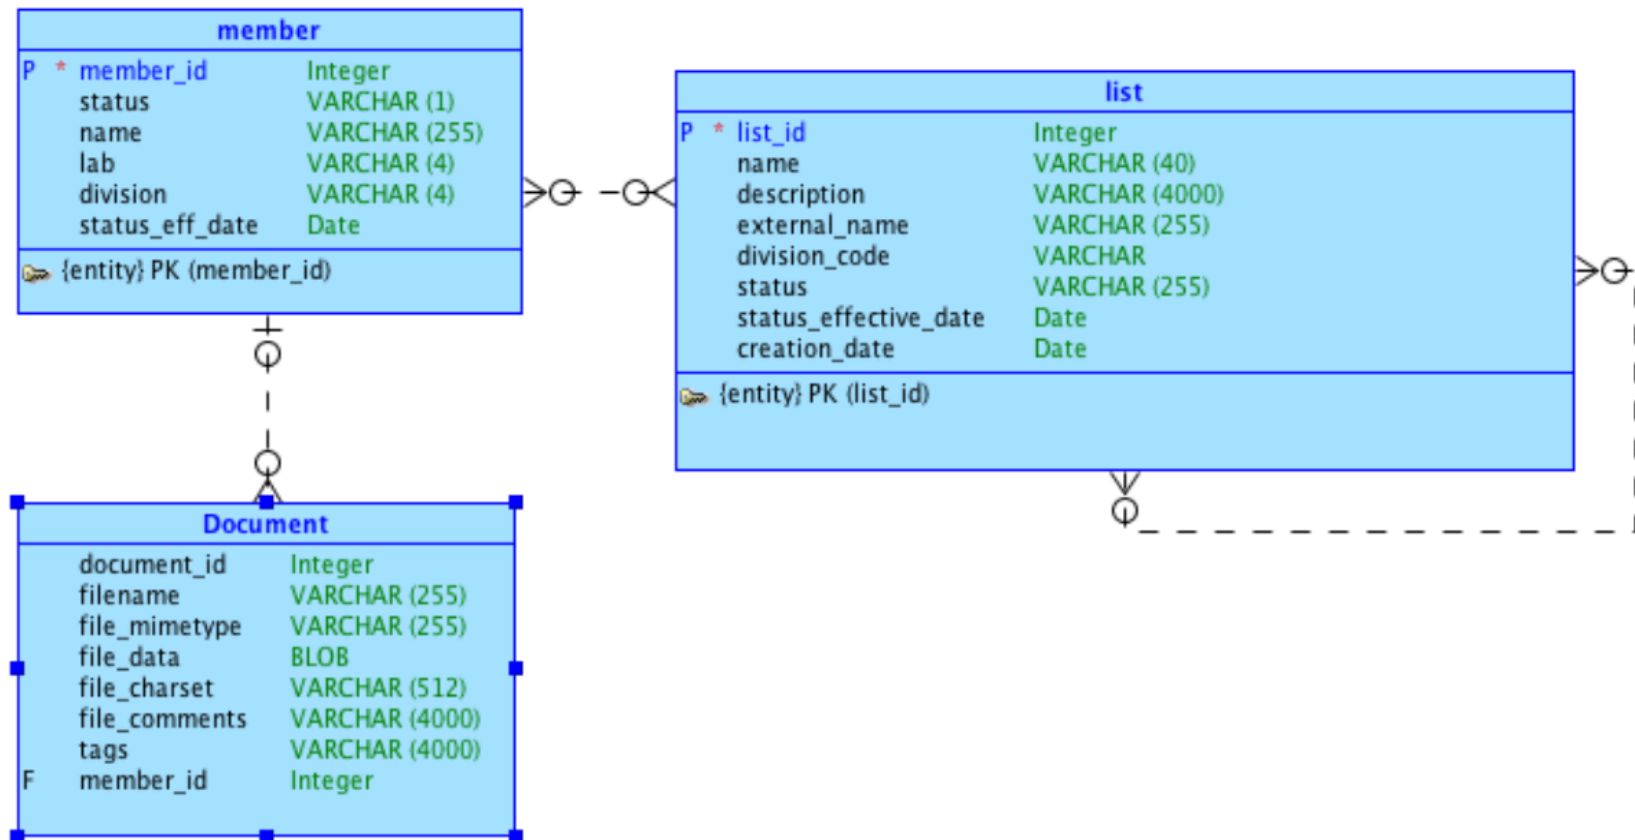 member
P * member_id Integer
status VARCHAR (1)
name VARCHAR (255)
lab VARCHAR (4)
division VARCHAR (4)
status_eff_date Date
{entity} PK (member_id)
list
P * list_id Integer
name VARCHAR (40)
description VARCHAR (4000)
external_name VARCHAR (255)
division_code VARCHAR
status VARCHAR (255)
status_effective_date Date
creation_date Date
{entity} PK (list_id)
Document
document_id Integer
filename VARCHAR (255)
file_mimetype VARCHAR (255)
file_data BLOB
file_charset VARCHAR (512)
file_comments VARCHAR (4000)
tags VARCHAR (4000)
F member_id Integer